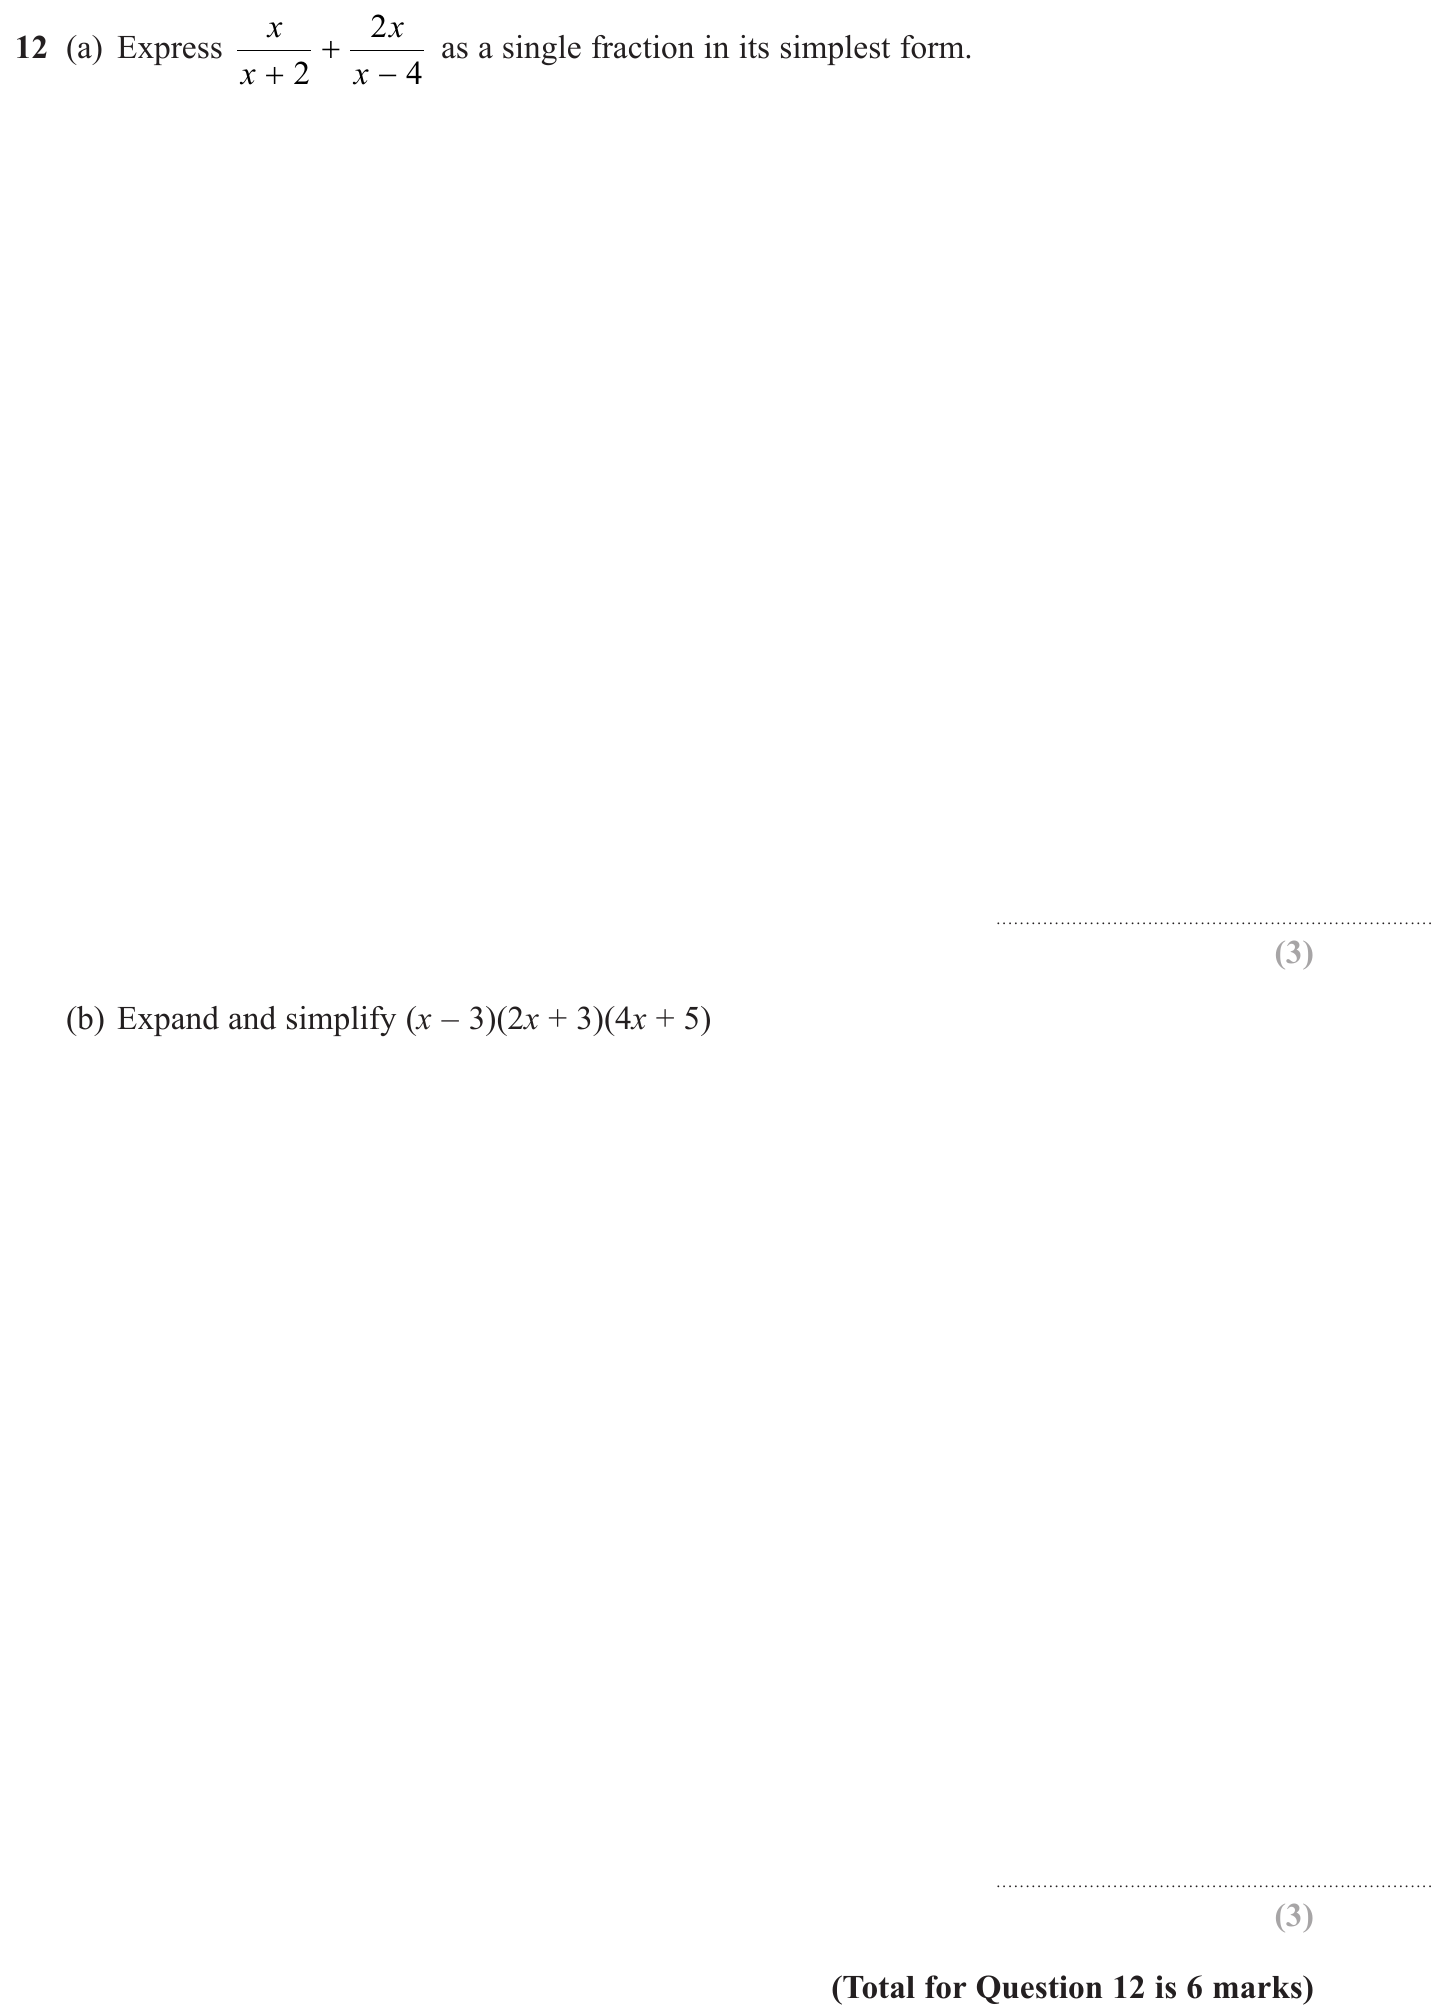 12 (a) Express x/(x + 2) + 2x/(x – 4) as a single fraction in its simplest form.
(3)
(b) Expand and simplify (x – 3)(2x + 3)(4x + 5)
(3)
(Total for Question 12 is 6 marks)